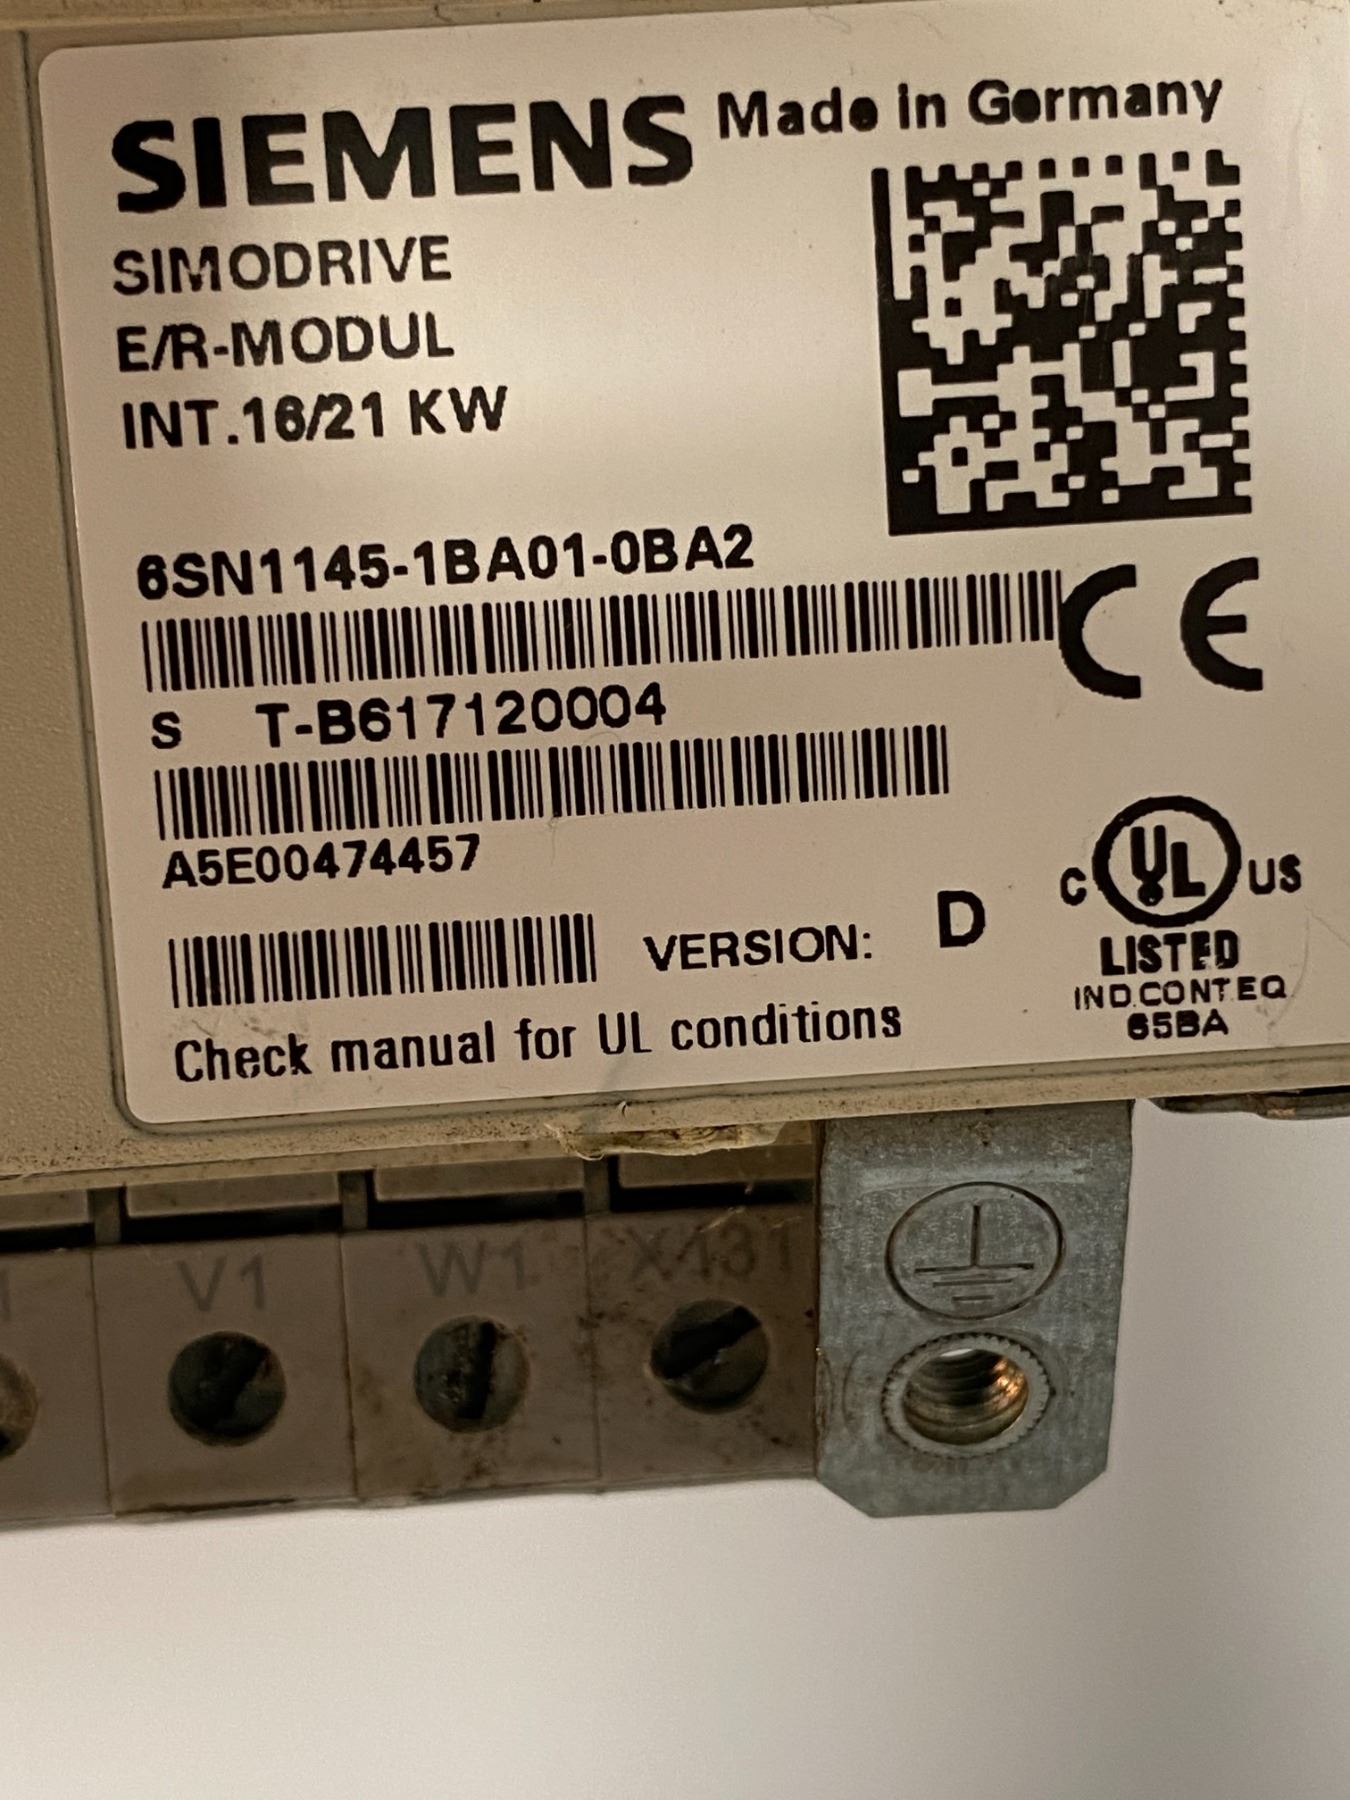 SIEMENS Made in Germany
SIMODRIVE
E/R-MODUL
INT.16/21 KW
6SN1145-1BA01-0BA2
CE
S T-B617120004
A5E00474457
VERSION: D
C UL US
LISTED
IND.CONT.EQ
65BA
Check manual for UL conditions
V1 W1 X131